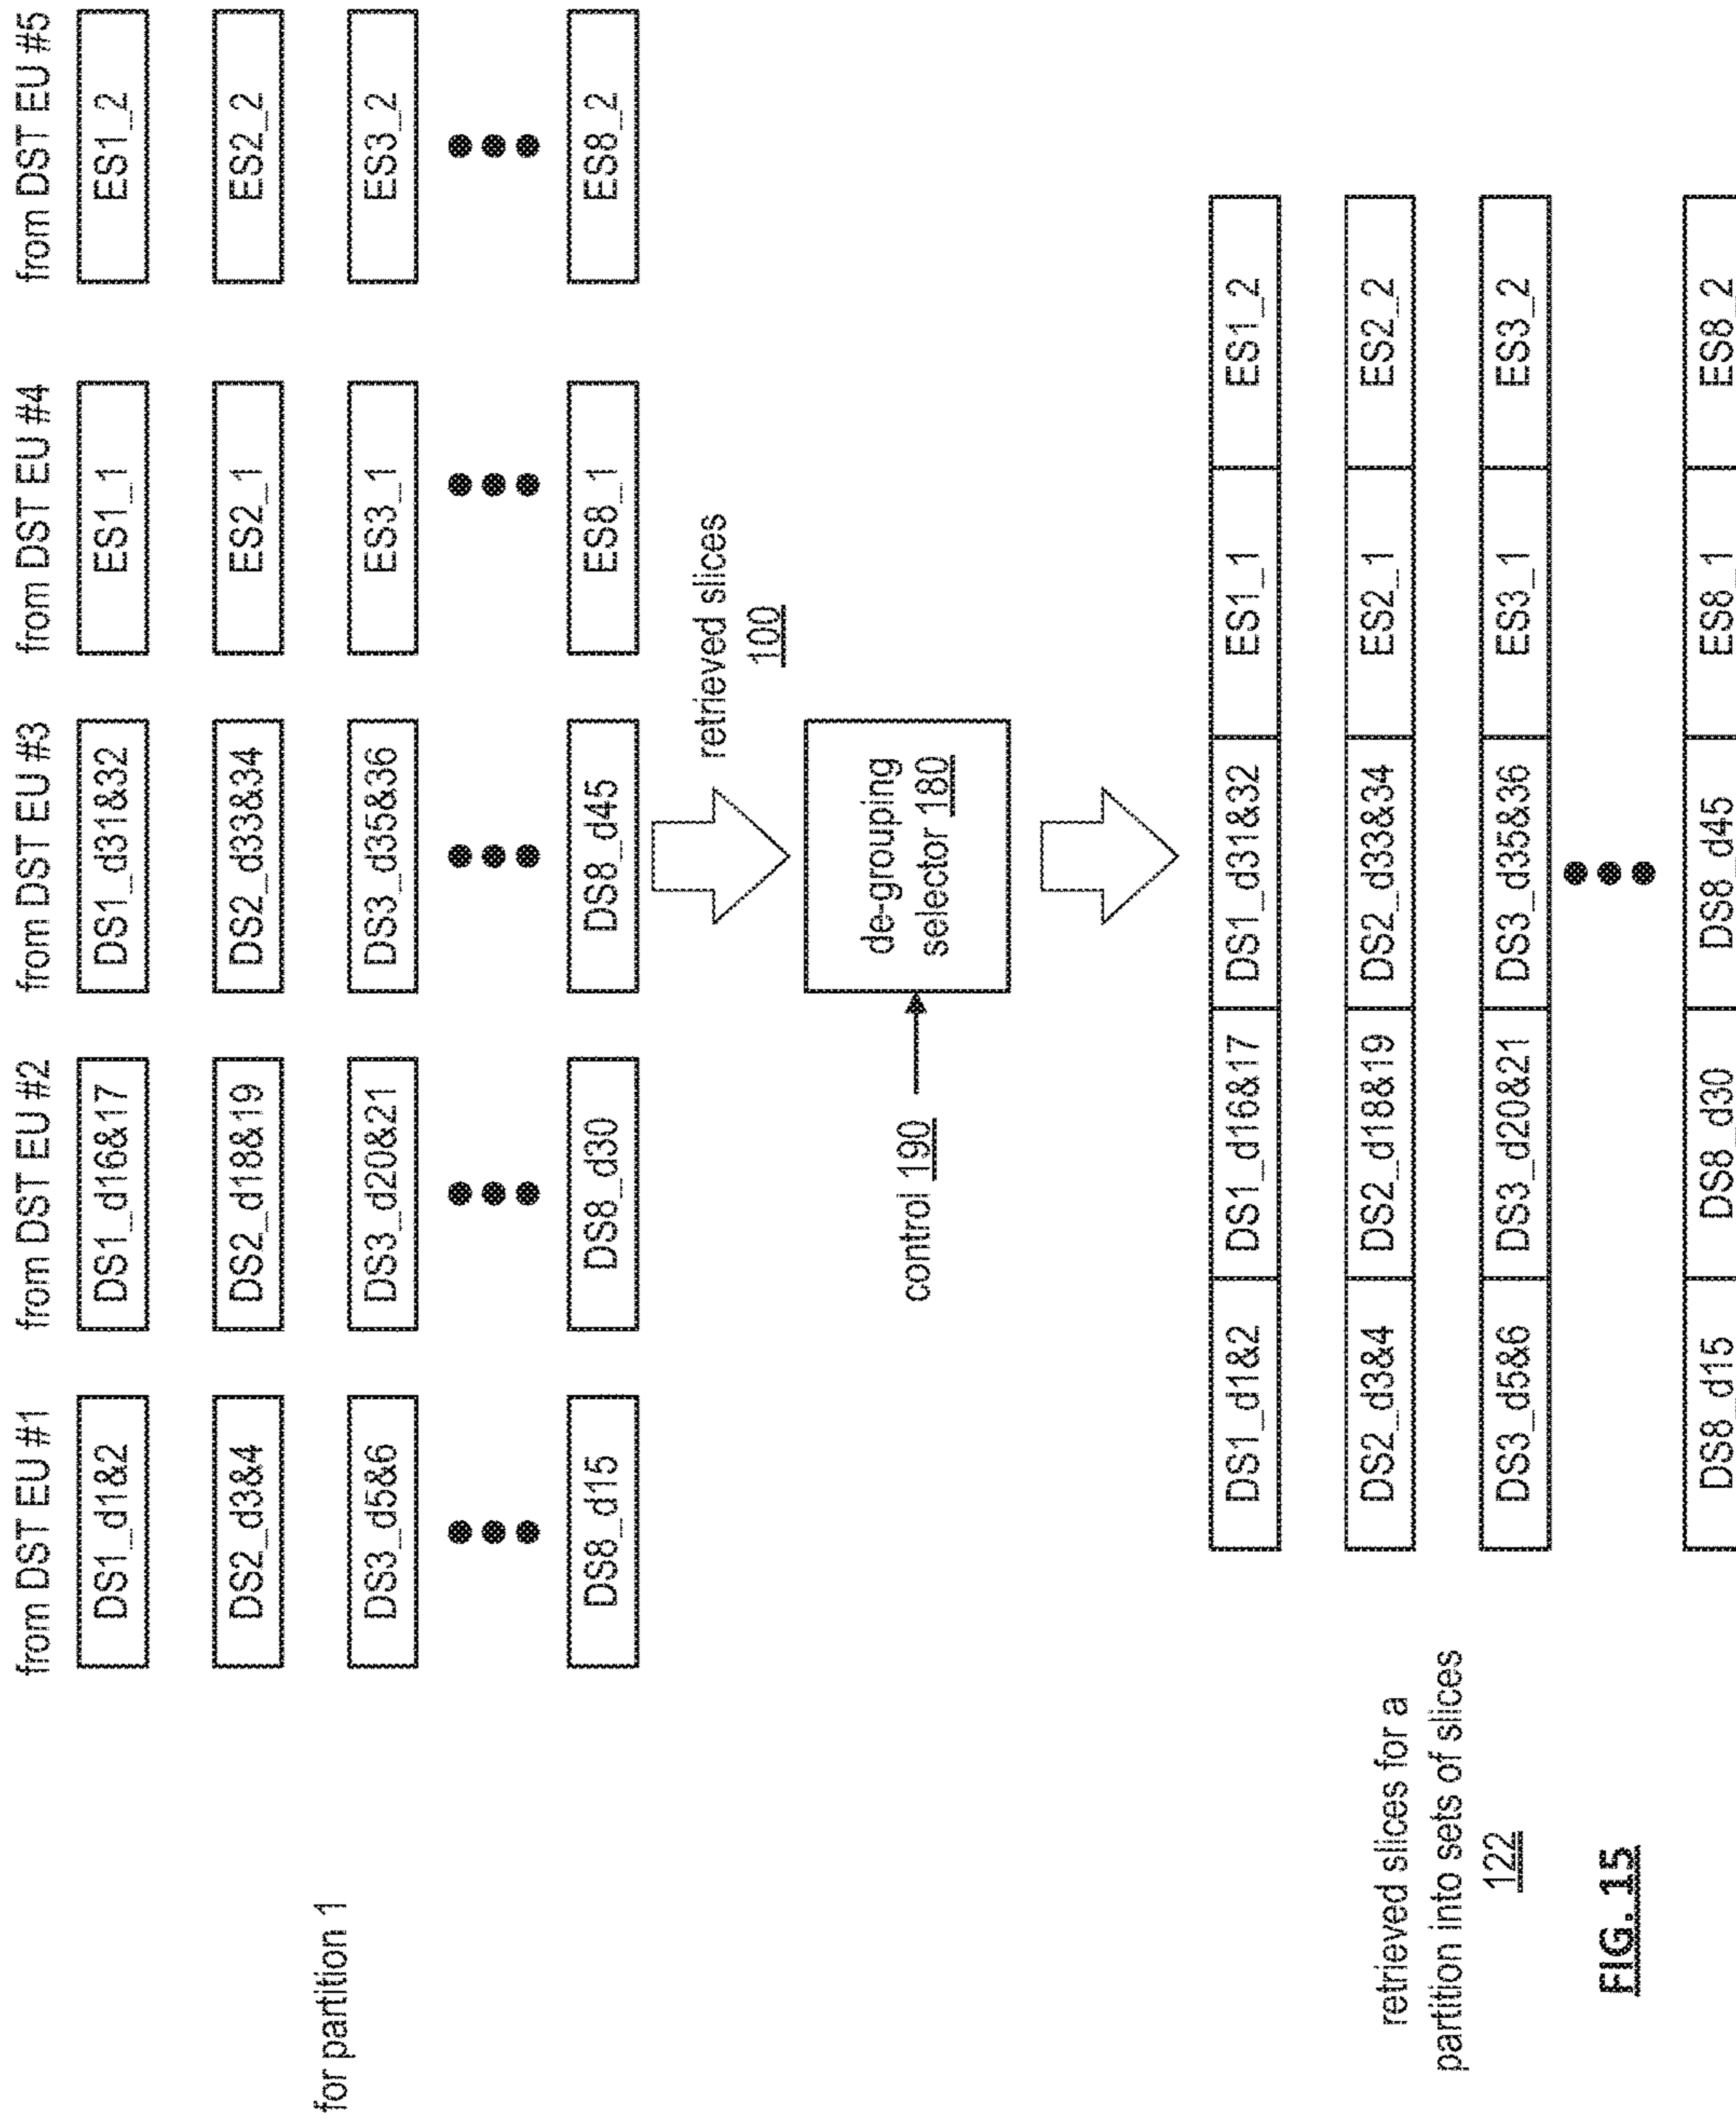 from DST EU #1
from DST EU #2
from DST EU #3
from DST EU #4
from DST EU #5
DS1_d1&2
DS1_d16&17
DS1_d31&32
ES1_1
ES1_2
DS2_d3&4
DS2_d18&19
DS2_d33&34
ES2_1
ES2_2
for partition 1
DS3_d5&6
DS3_d20&21
DS3_d35&36
ES3_1
ES3_2
DS8_d15
DS8_d30
DS8_d45
ES8_1
ES8_2
retrieved slices
100
control 190
de-grouping
selector 180
DS1_d1&2
DS1_d16&17
DS1_d31&32
ES1_1
ES1_2
retrieved slices for a
partition into sets of slices
122
DS2_d3&4
DS2_d18&19
DS2_d33&34
ES2_1
ES2_2
DS3_d5&6
DS3_d20&21
DS3_d35&36
ES3_1
ES3_2
DS8_d15
DS8_d30
DS8_d45
ES8_1
ES8_2
FIG. 15